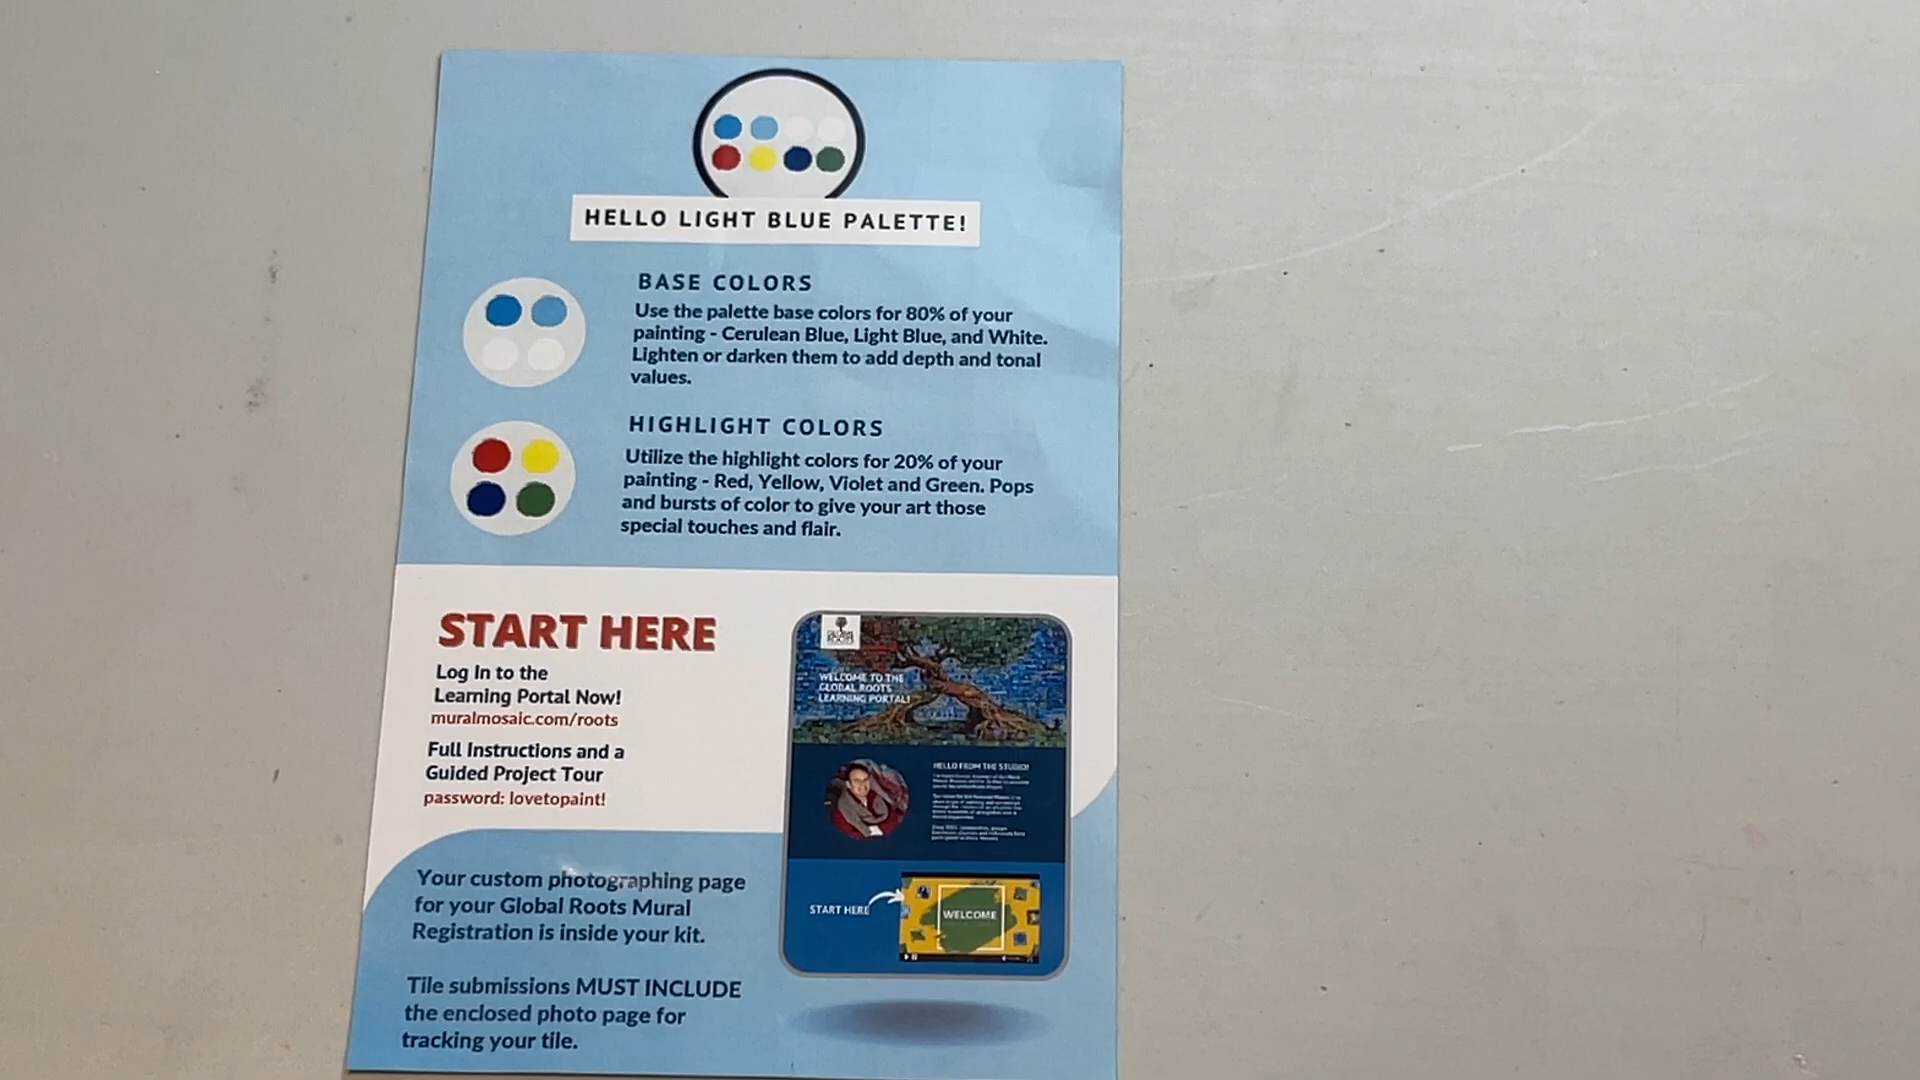 HELLO LIGHT BLUE PALETTE!
BASE COLORS
Use the palette base colors for 80% of your
painting - Cerulean Blue, Light Blue, and White.
Lighten or darken them to add depth and tonal
values.
HIGHLIGHT COLORS
Utilize the highlight colors for 20% of your
painting - Red, Yellow, Violet and Green. Pops
and bursts of color to give your art those
special touches and flair.
START HERE
Log In to the
Learning Portal Now!
muralmosaic.com/roots
Full Instructions and a
Guided Project Tour
password: lovetopaint!
Your custom photographing page
for your Global Roots Mural
Registration is inside your kit.
Tile submissions MUST INCLUDE
the enclosed photo page for
tracking your tile.
GLOBAL
ROOTS
WELCOME TO THE
GLOBAL ROOTS
LEARNING PORTAL!
HELLO FROM THE STUDIO!
START HERE
WELCOME